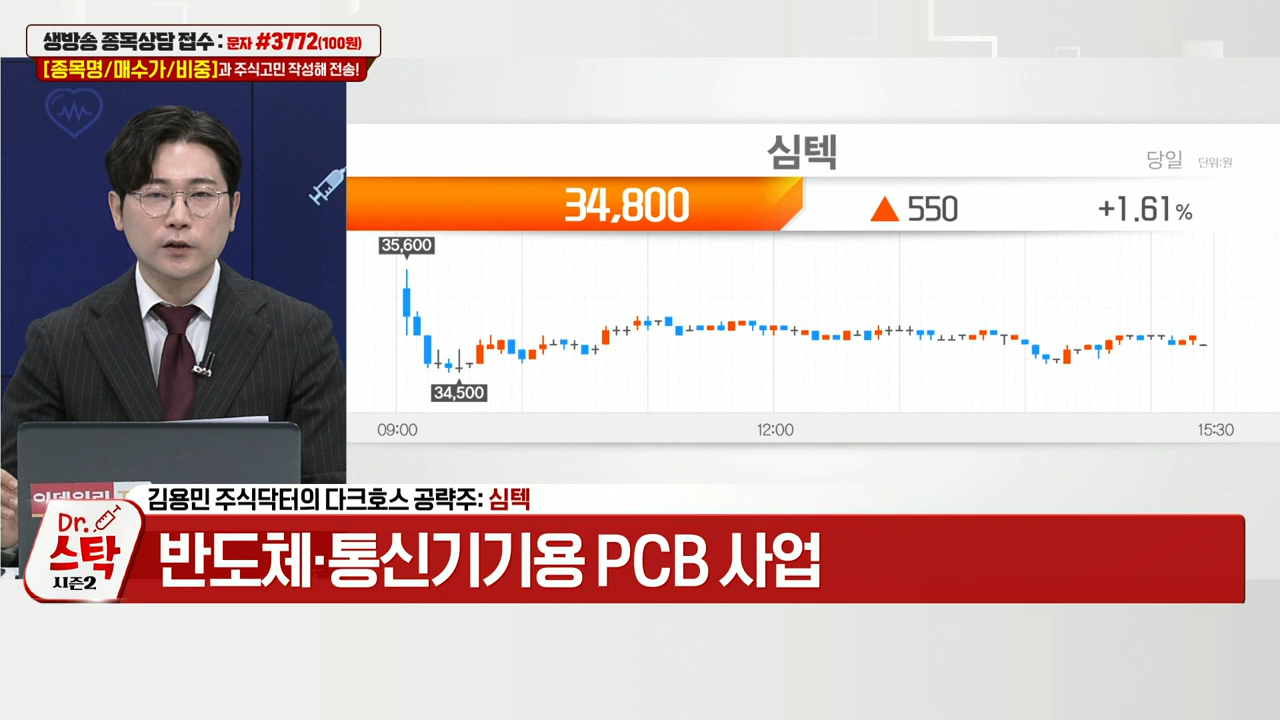 생방송 종목상담 접수 : 문자 #3772(100원)
[종목명/매수가/비중]과 주식고민 작성해 전송!
심텍
당일 단위:원
34,800 ▲ 550 +1.61%
35,600
34,500
09:00 12:00 15:30
이데일리
김용민 주식닥터의 다크호스 공략주: 심텍
Dr.
스탁
시즌2
반도체·통신기기용 PCB 사업